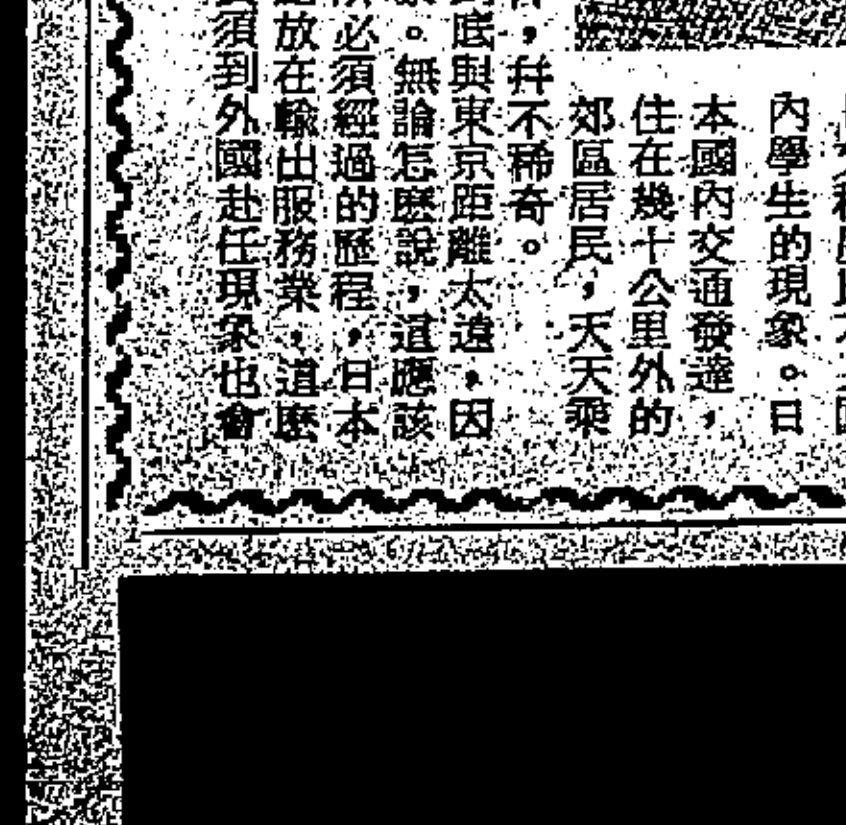 內學生的現象。日
本國內交通發達，
住在幾十公里外的
郊區居民，天天乘
，幷不稀奇。
底與東京距離太遠，因
。無論怎麽說，這應該
必須經過的歷程，日本
放在輸出服務業，這麽
須到外國赴任現象也會